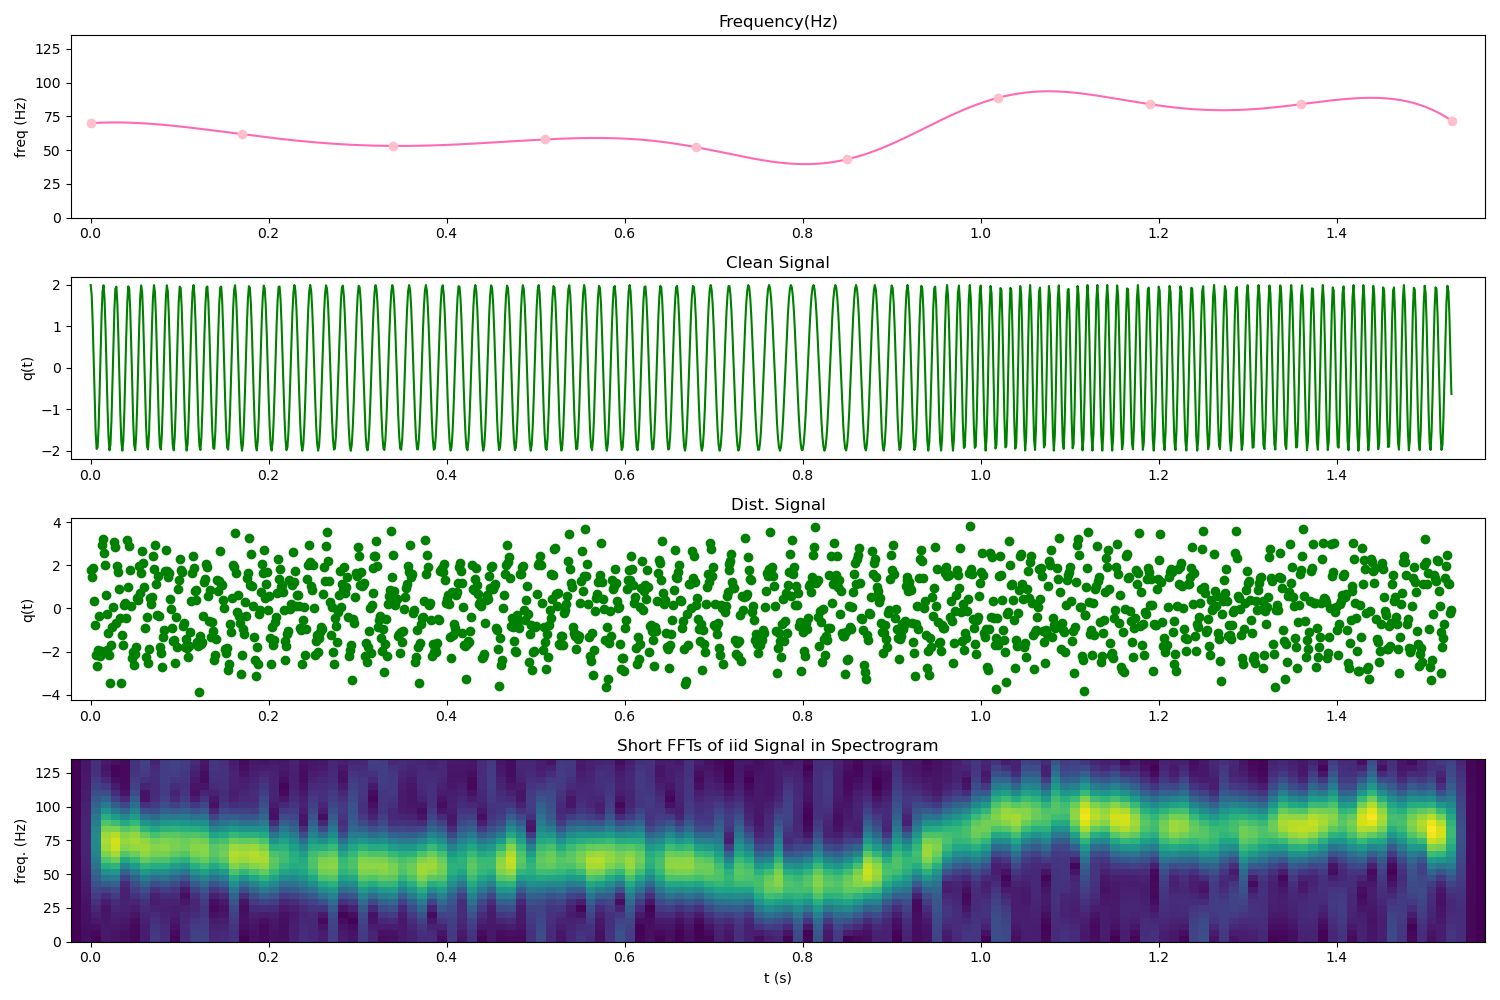 Frequency(Hz)
freq (Hz)
125
100
75
50
25
0
0.0 0.2 0.4 0.6 0.8 1.0 1.2 1.4
Clean Signal
q(t)
2
1
0
−1
−2
0.0 0.2 0.4 0.6 0.8 1.0 1.2 1.4
Dist. Signal
q(t)
4
2
0
−2
−4
0.0 0.2 0.4 0.6 0.8 1.0 1.2 1.4
Short FFTs of iid Signal in Spectrogram
freq. (Hz)
125
100
75
50
25
0
0.0 0.2 0.4 0.6 0.8 1.0 1.2 1.4
t (s)